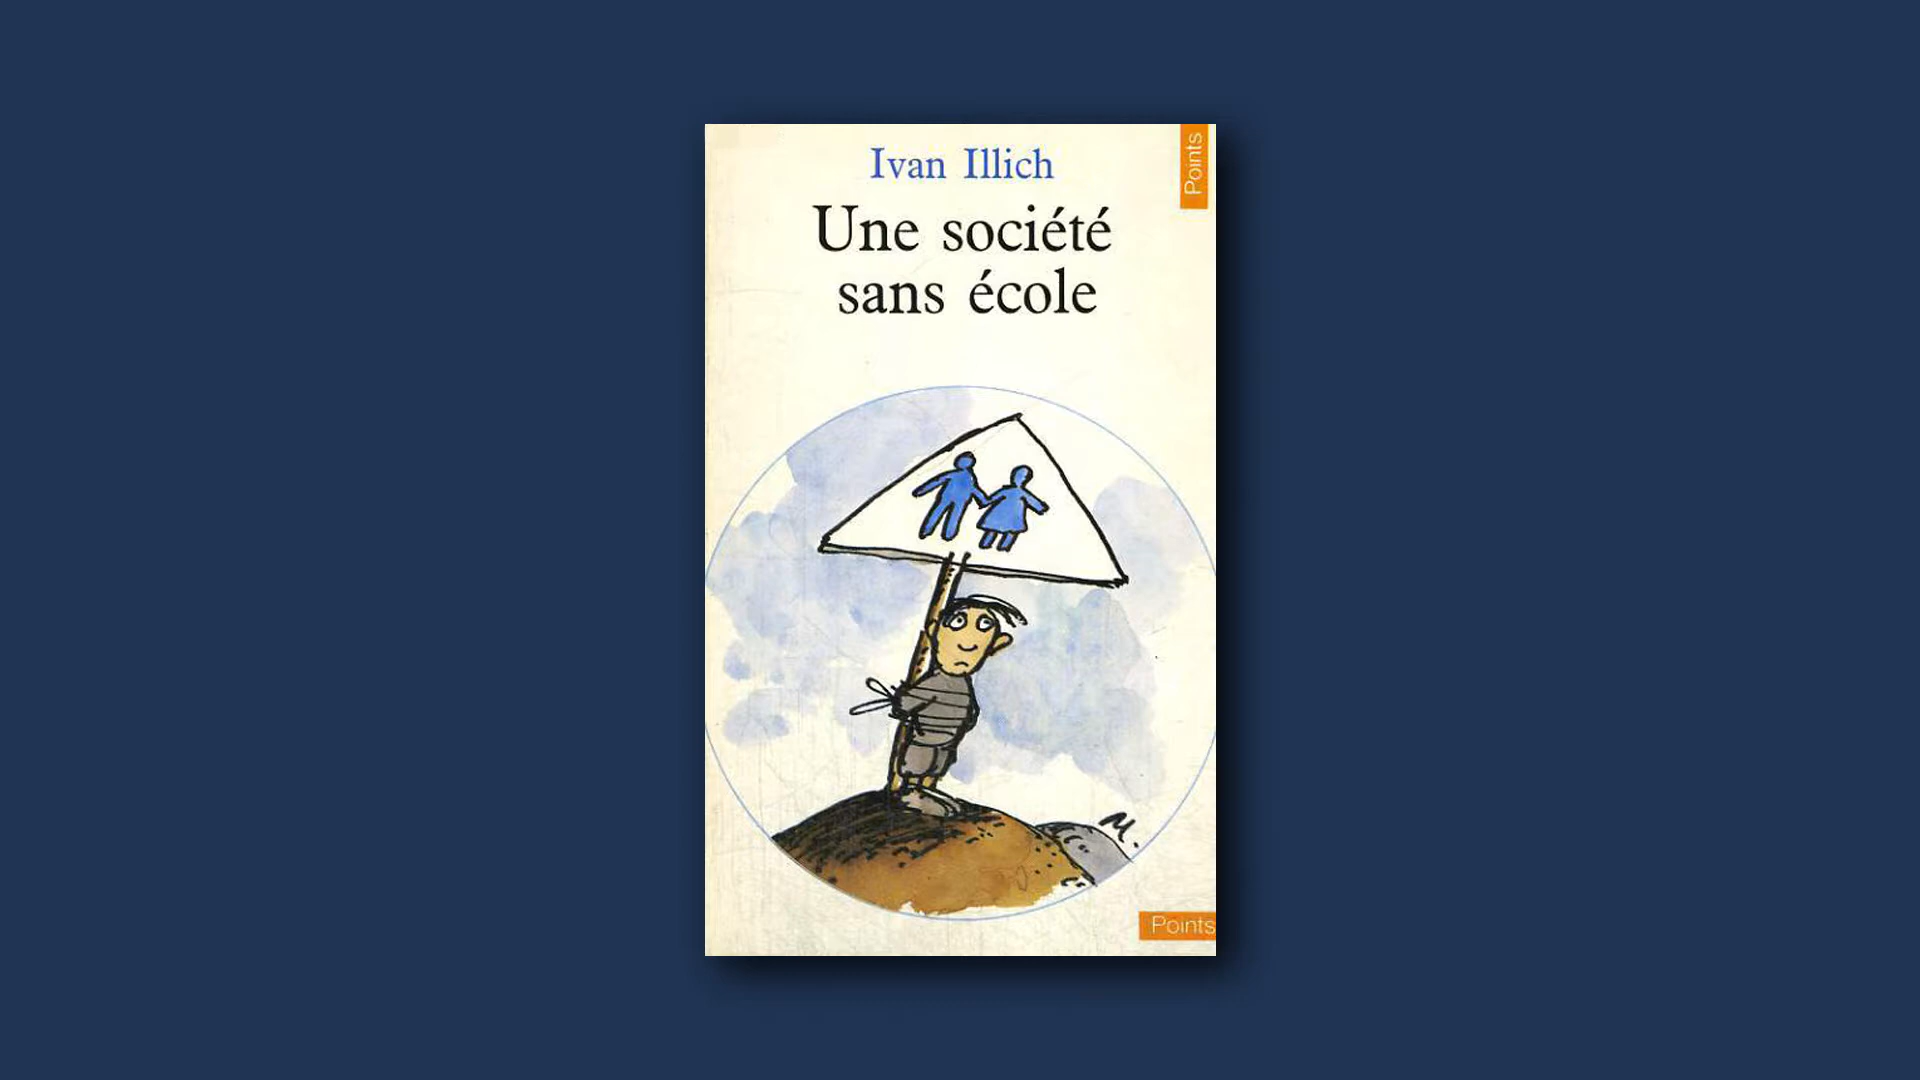 Ivan Illich
Points
Une société
sans école
M.
Points